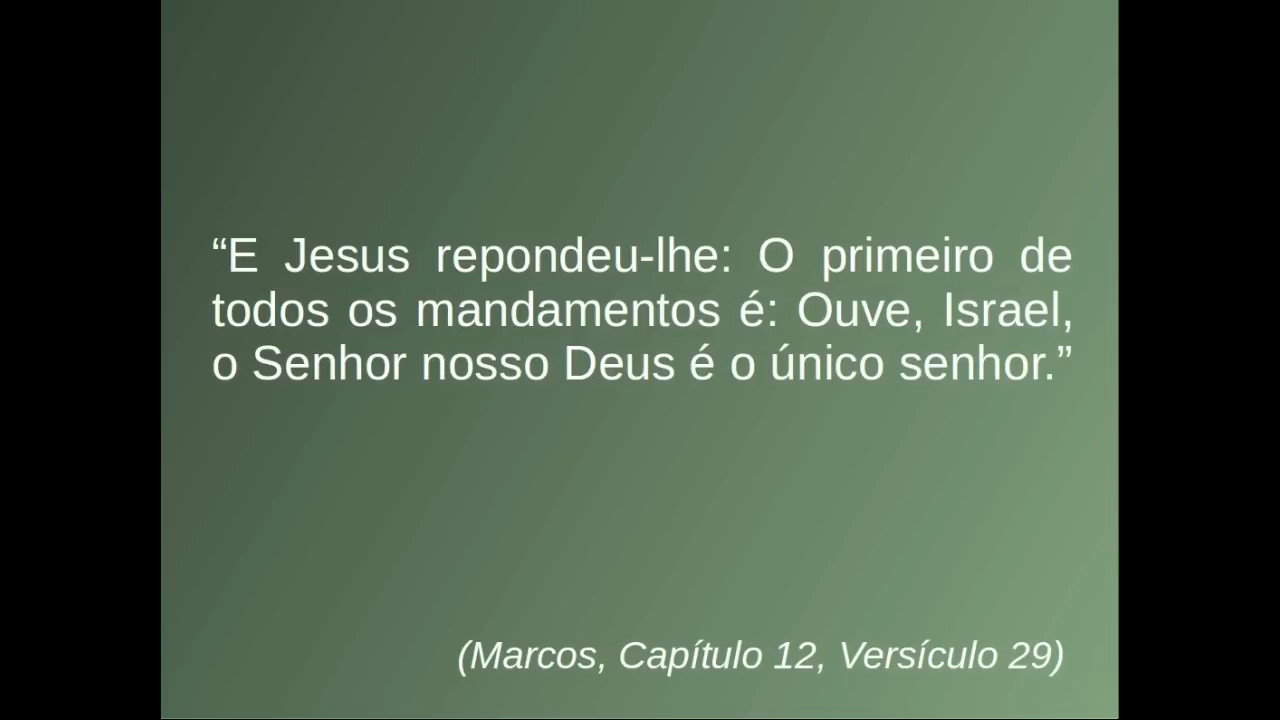 “E Jesus repondeu-lhe: O primeiro de
todos os mandamentos é: Ouve, Israel,
o Senhor nosso Deus é o único senhor.”
(Marcos, Capítulo 12, Versículo 29)